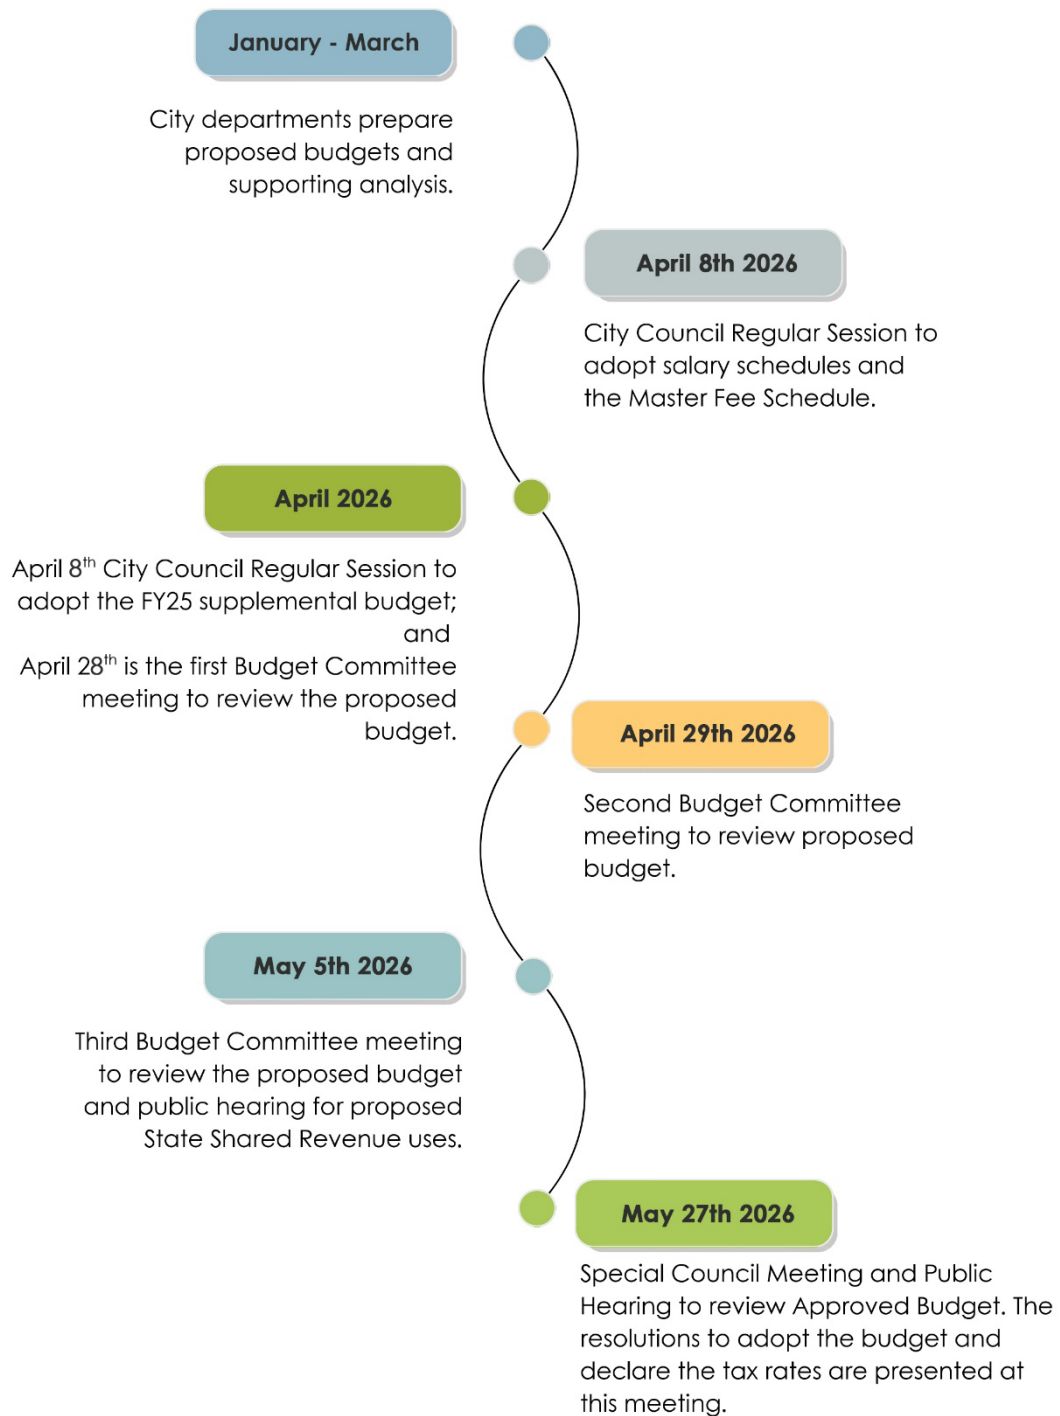 January - March
City departments prepare
proposed budgets and
supporting analysis.
April 8th 2026
City Council Regular Session to
adopt salary schedules and
the Master Fee Schedule.
April 2026
April 8th City Council Regular Session to
adopt the FY25 supplemental budget;
and
April 28th is the first Budget Committee
meeting to review the proposed
budget.
April 29th 2026
Second Budget Committee
meeting to review proposed
budget.
May 5th 2026
Third Budget Committee meeting
to review the proposed budget
and public hearing for proposed
State Shared Revenue uses.
May 27th 2026
Special Council Meeting and Public
Hearing to review Approved Budget. The
resolutions to adopt the budget and
declare the tax rates are presented at
this meeting.